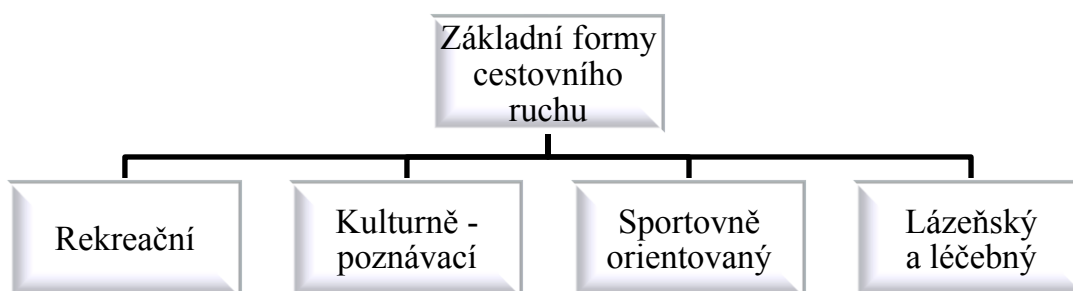 Základní formy
cestovního
ruchu
Rekreační
Kulturně -
poznávací
Sportovně
orientovaný
Lázeňský
a léčebný